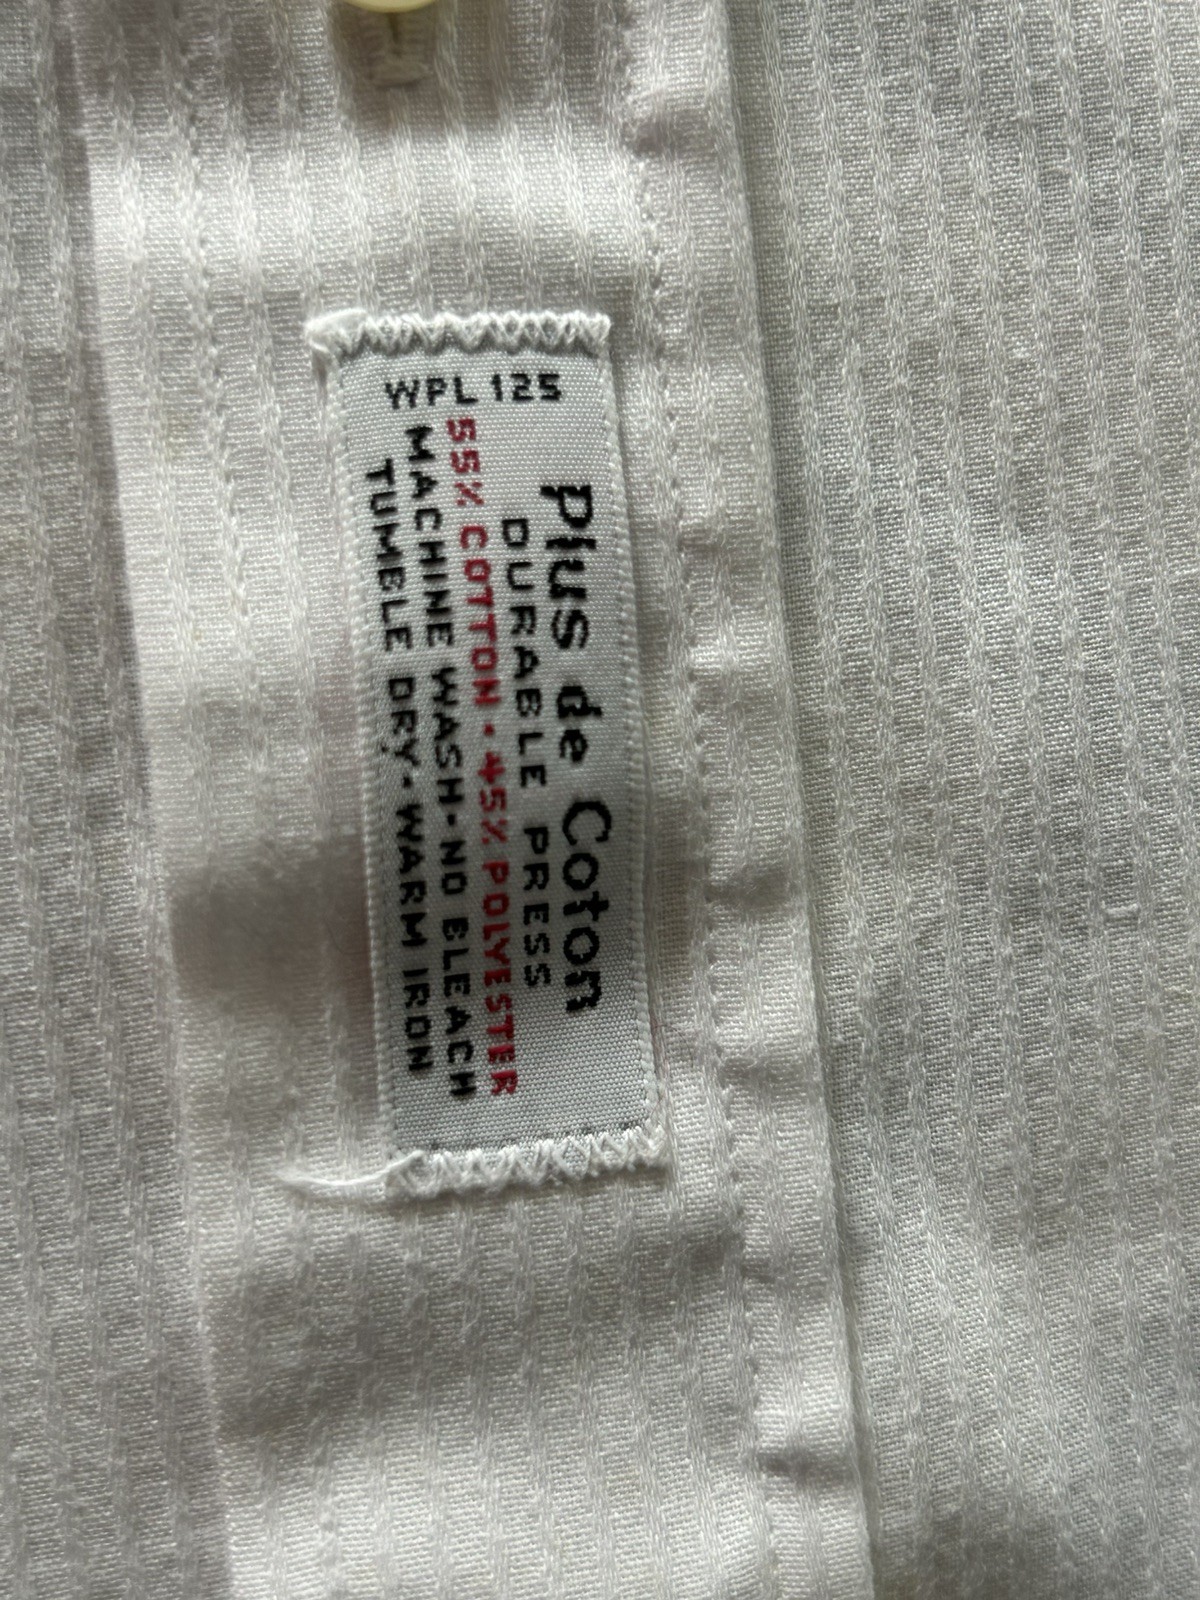 WPL 125
Plus de Coton
DURABLE PRESS
55% COTTON · 45% POLYESTER
MACHINE WASH · NO BLEACH
TUMBLE DRY · WARM IRON